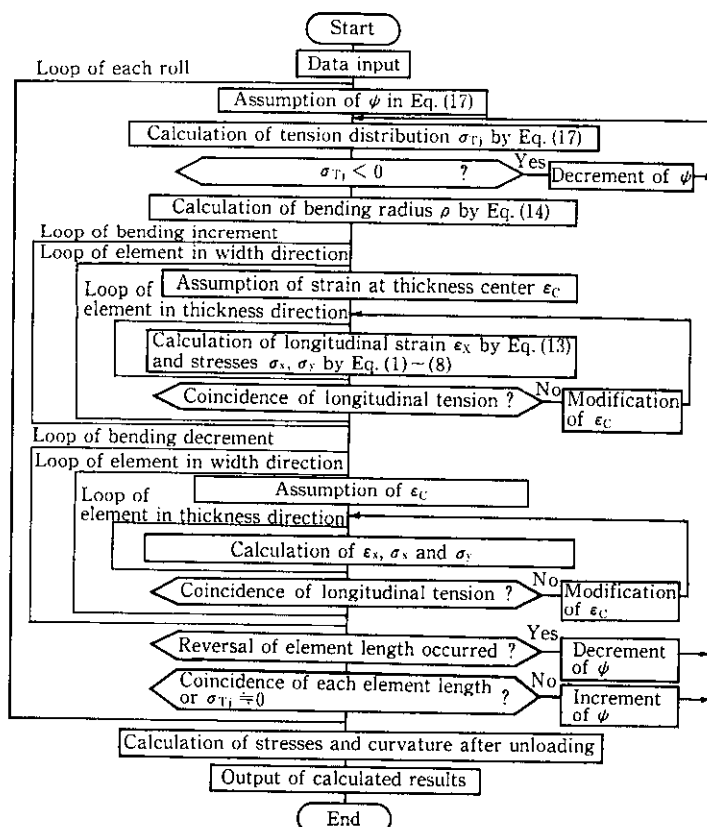 Start
Data input
Loop of each roll
Assumption of ψ in Eq. (17)
Calculation of tension distribution σTj by Eq. (17)
σTj < 0 ?
Yes
Decrement of ψ
Calculation of bending radius ρ by Eq. (14)
Loop of bending increment
Loop of element in width direction
Assumption of strain at thickness center εC
Loop of
element in thickness direction
Calculation of longitudinal strain εX by Eq. (13)
and stresses σx, σy by Eq. (1)~(8)
Coincidence of longitudinal tension ?
No
Modification
of εC
Loop of bending decrement
Loop of element in width direction
Assumption of εC
Loop of
element in thickness direction
Calculation of εx, σx and σy
Coincidence of longitudinal tension ?
No
Modification
of εC
Reversal of element length occurred ?
Yes
Decrement
of ψ
Coincidence of each element length
or σTj ≒0 ?
No
Increment
of ψ
Calculation of stresses and curvature after unloading
Output of calculated results
End